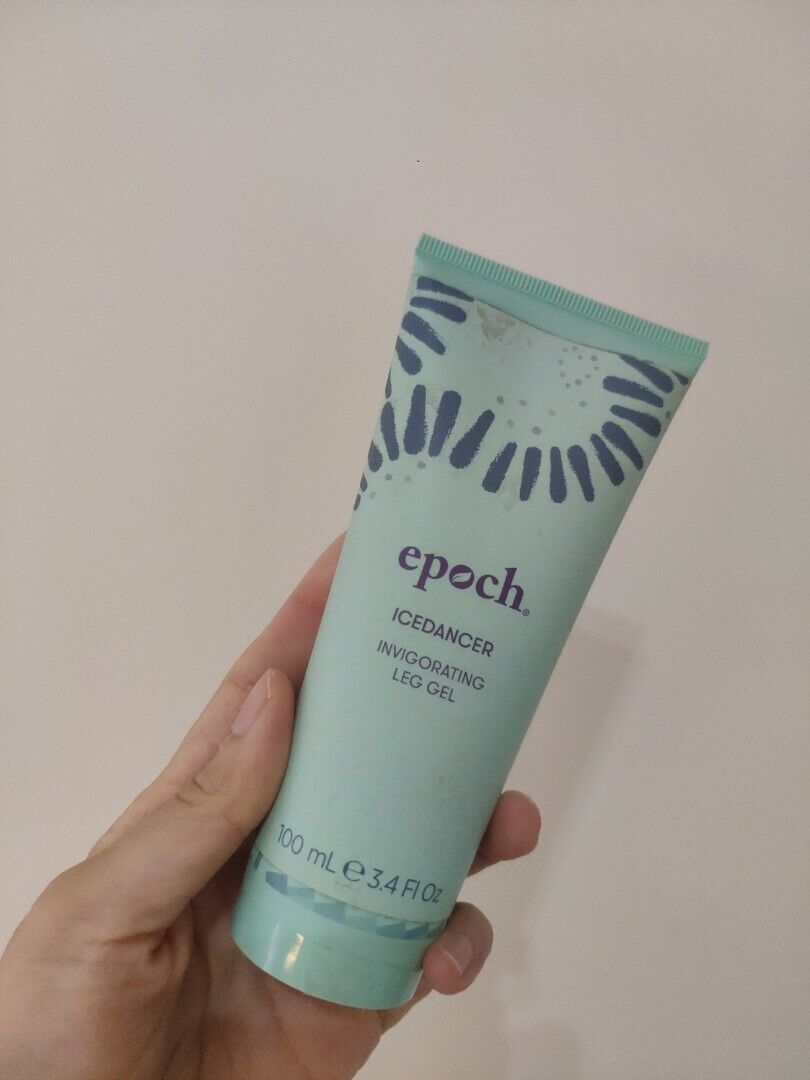 epoch®
ICEDANCER
INVIGORATING
LEG GEL
100 mL ℮ 3.4 Fl Oz